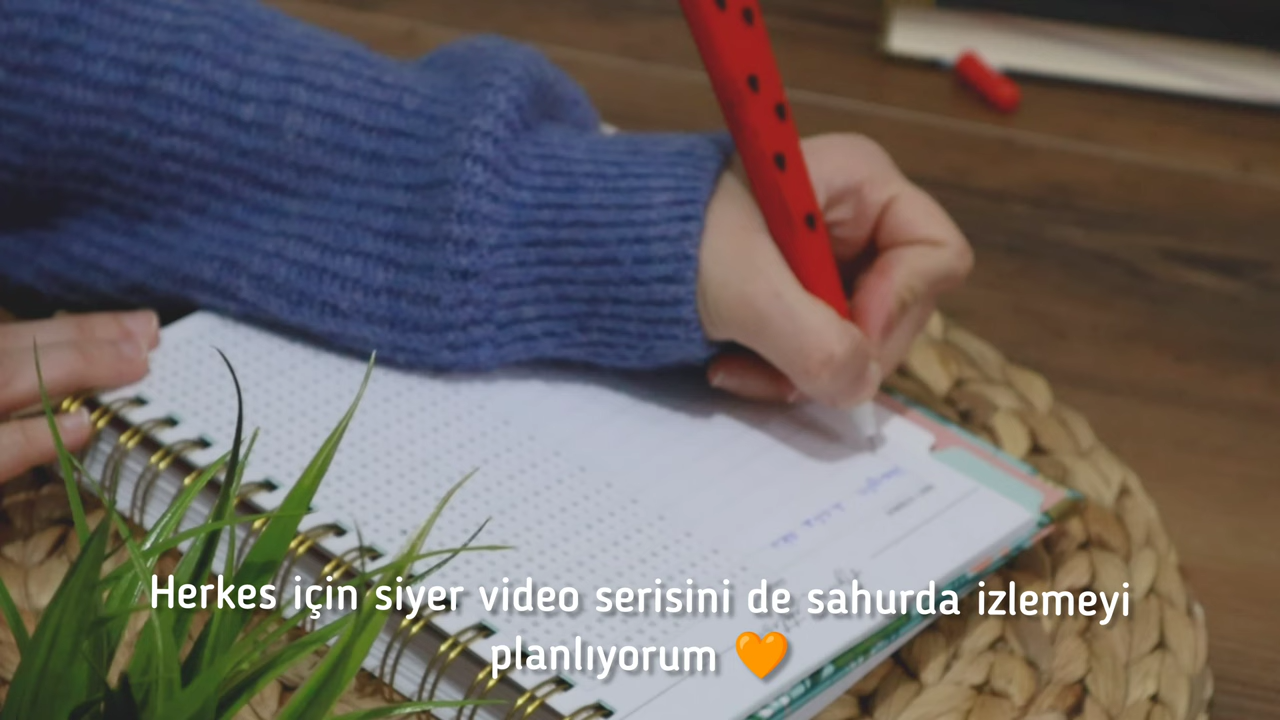 Herkes için siyer video serisini de sahurda izlemeyi
planlıyorum 🧡